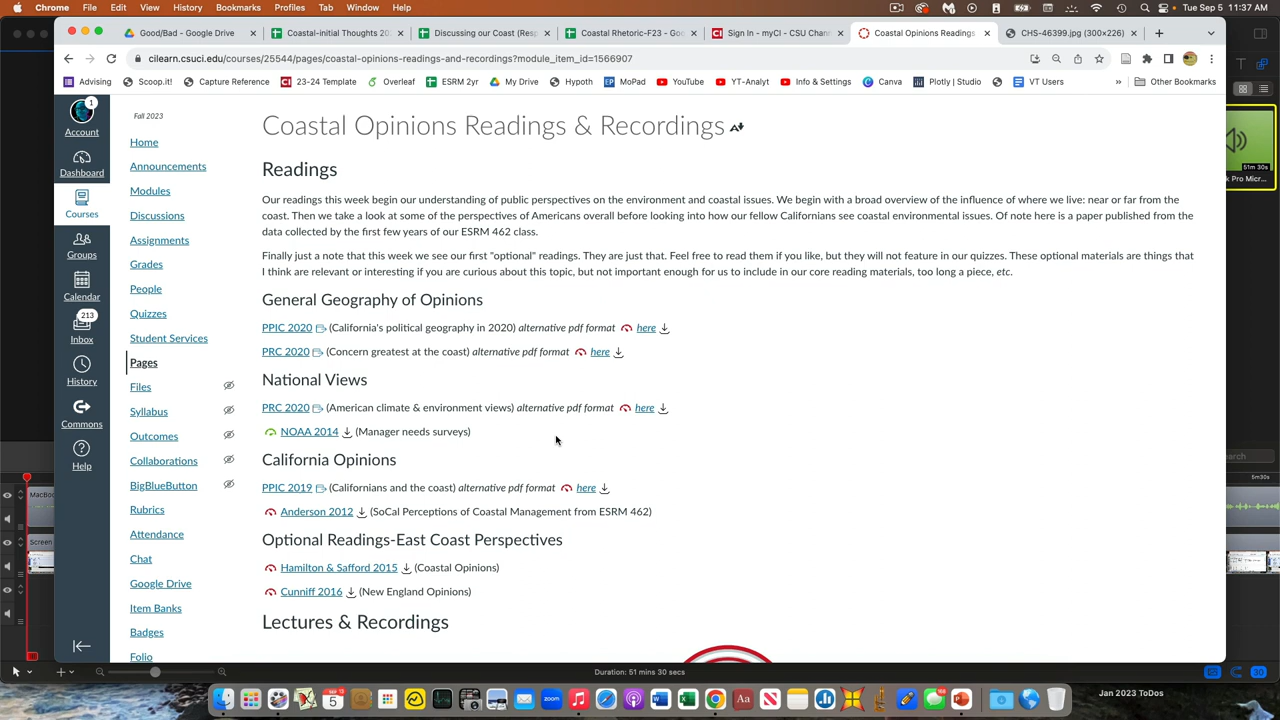 Chrome File Edit View History Bookmarks Profiles Tab Window Help Tue Sep 5 11:37 AM
Good/Bad - Google Drive Coastal-initial Thoughts 202 Discussing our Coast (Resp Coastal Rhetoric-F23 - Goo Sign In - myCI - CSU Chann Coastal Opinions Readings CHS-46399.jpg (300×226)
cilearn.csuci.edu/courses/25544/pages/coastal-opinions-readings-and-recordings?module_item_id=1566907
Advising Scoop.it! Capture Reference 23-24 Template Overleaf ESRM 2yr My Drive Hypoth MoPad YouTube YT-Analyt Info & Settings Canva Plotly | Studio VT Users » Other Bookmarks
1
Account
Dashboard
Courses
Groups
Calendar
213
Inbox
History
Commons
Help
Fall 2023
Home
Announcements
Modules
Discussions
Assignments
Grades
People
Quizzes
Student Services
Pages
Files
Syllabus
Outcomes
Collaborations
BigBlueButton
Rubrics
Attendance
Chat
Google Drive
Item Banks
Badges
Folio
Coastal Opinions Readings & Recordings
Readings
Our readings this week begin our understanding of public perspectives on the environment and coastal issues. We begin with a broad overview of the influence of where we live: near or far from the
coast. Then we take a look at some of the perspectives of Americans overall before looking into how our fellow Californians see coastal environmental issues. Of note here is a paper published from the
data collected by the first few years of our ESRM 462 class.
Finally just a note that this week we see our first "optional" readings. They are just that. Feel free to read them if you like, but they will not feature in our quizzes. These optional materials are things that
I think are relevant or interesting if you are curious about this topic, but not important enough for us to include in our core reading materials, too long a piece, etc.
General Geography of Opinions
PPIC 2020 (California's political geography in 2020) alternative pdf format here
PRC 2020 (Concern greatest at the coast) alternative pdf format here
National Views
PRC 2020 (American climate & environment views) alternative pdf format here
NOAA 2014 (Manager needs surveys)
California Opinions
PPIC 2019 (Californians and the coast) alternative pdf format here
Anderson 2012 (SoCal Perceptions of Coastal Management from ESRM 462)
Optional Readings-East Coast Perspectives
Hamilton & Safford 2015 (Coastal Opinions)
Cunniff 2016 (New England Opinions)
Lectures & Recordings
51m 30s
k Pro Micr...
earch
5m30s
MacBoo
Screen
Duration: 51 mins 30 secs
30
Jan 2023 ToDos